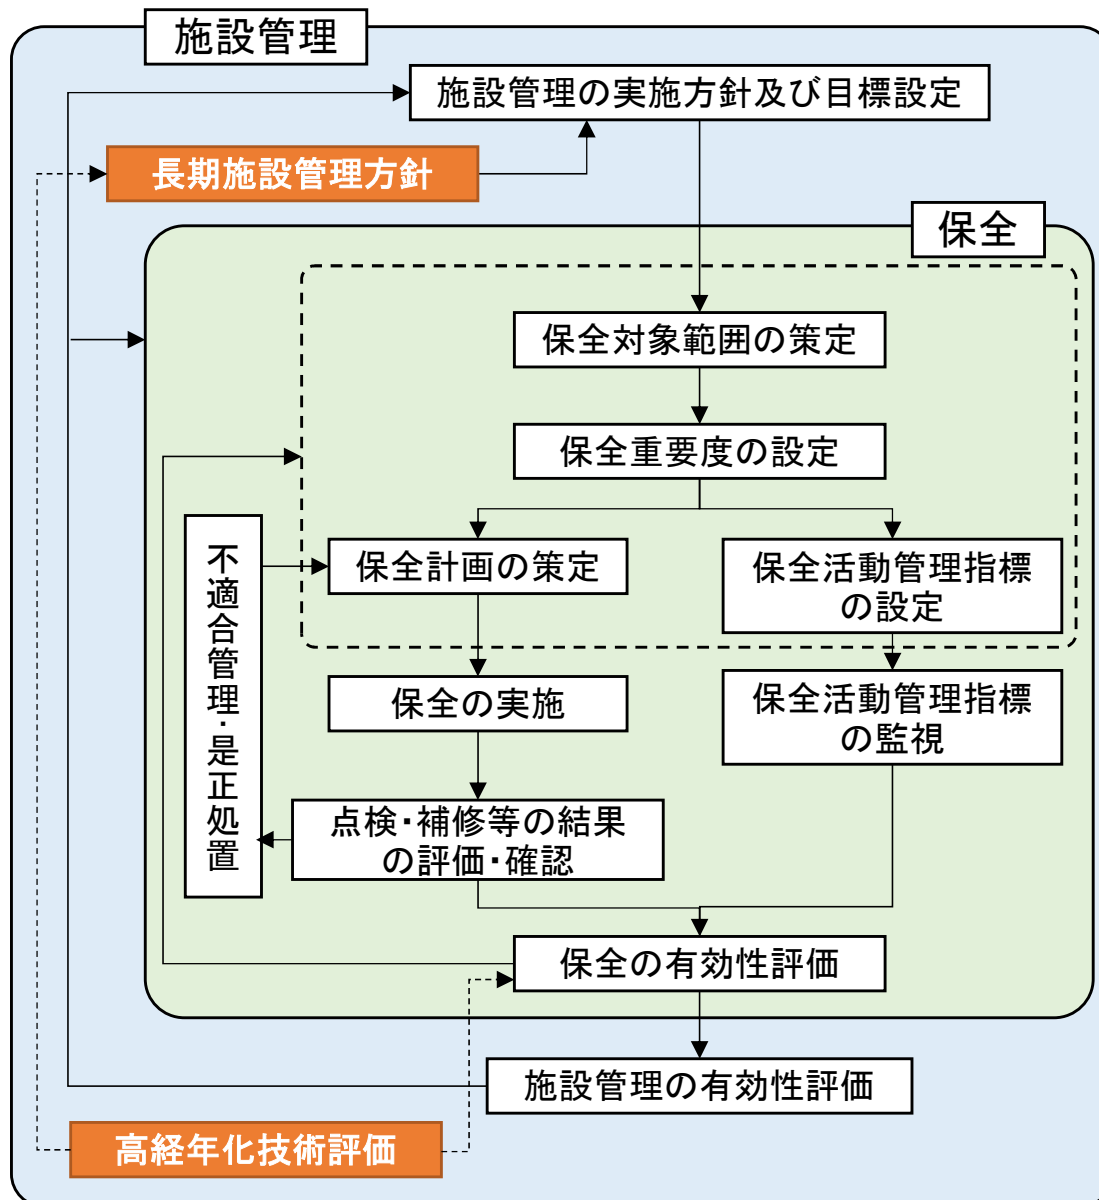 施設管理
施設管理の実施方針及び目標設定
長期施設管理方針
保全
保全対象範囲の策定
保全重要度の設定
不適合管理・是正処置
保全計画の策定
保全活動管理指標
の設定
保全の実施
保全活動管理指標
の監視
点検・補修等の結果
の評価・確認
保全の有効性評価
施設管理の有効性評価
高経年化技術評価